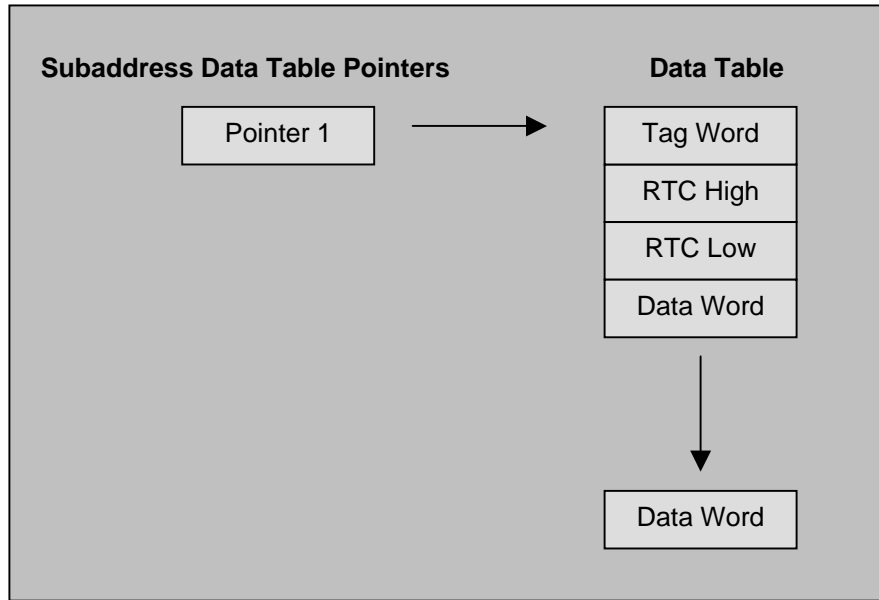 Subaddress Data Table Pointers
Data Table
Pointer 1
Tag Word
RTC High
RTC Low
Data Word
Data Word